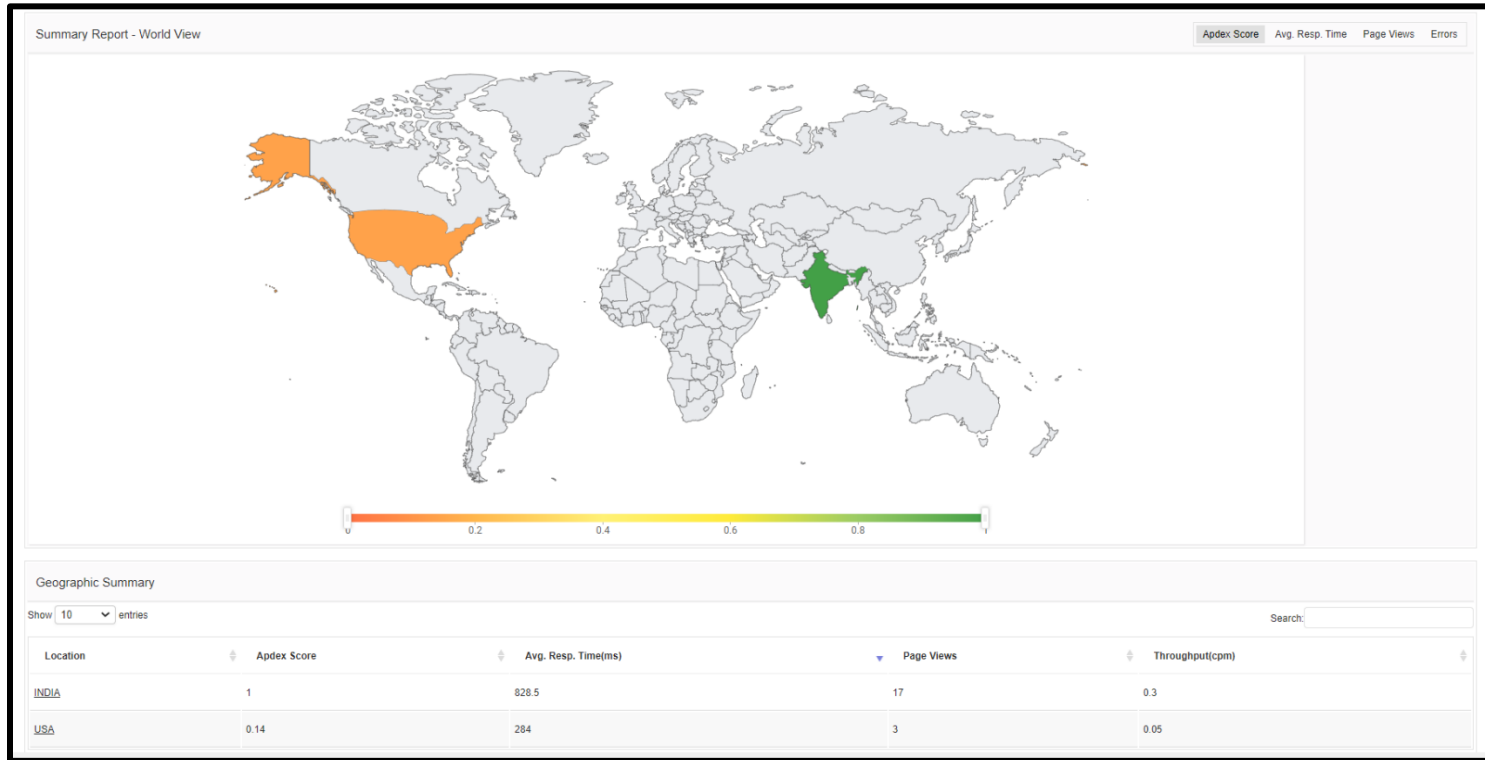 Summary Report - World View
Apdex Score Avg. Resp. Time Page Views Errors
0 0.2 0.4 0.6 0.8 1
Geographic Summary
Show 10 entries
Search:
Location Apdex Score Avg. Resp. Time(ms) Page Views Throughput(cpm)
INDIA 1 828.5 17 0.3
USA 0.14 284 3 0.05